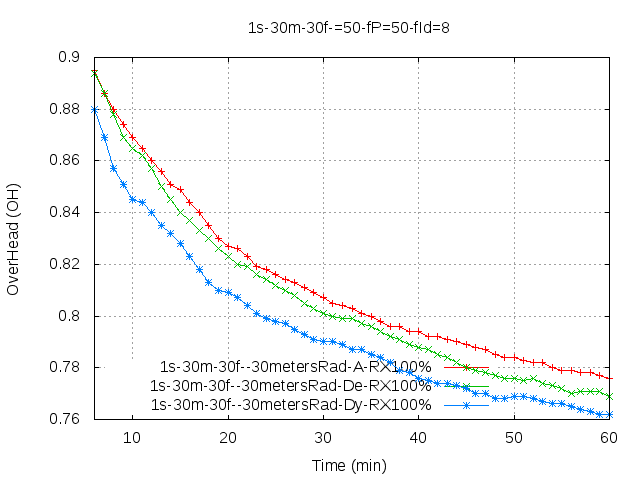 1s-30m-30f-=50-fP=50-fId=8
0.9
0.88
0.86
0.84
0.82
0.8
0.78
0.76
OverHead (OH)
1s-30m-30f--30metersRad-A-RX100%
1s-30m-30f--30metersRad-De-RX100%
1s-30m-30f--30metersRad-Dy-RX100%
10 20 30 40 50 60
Time (min)